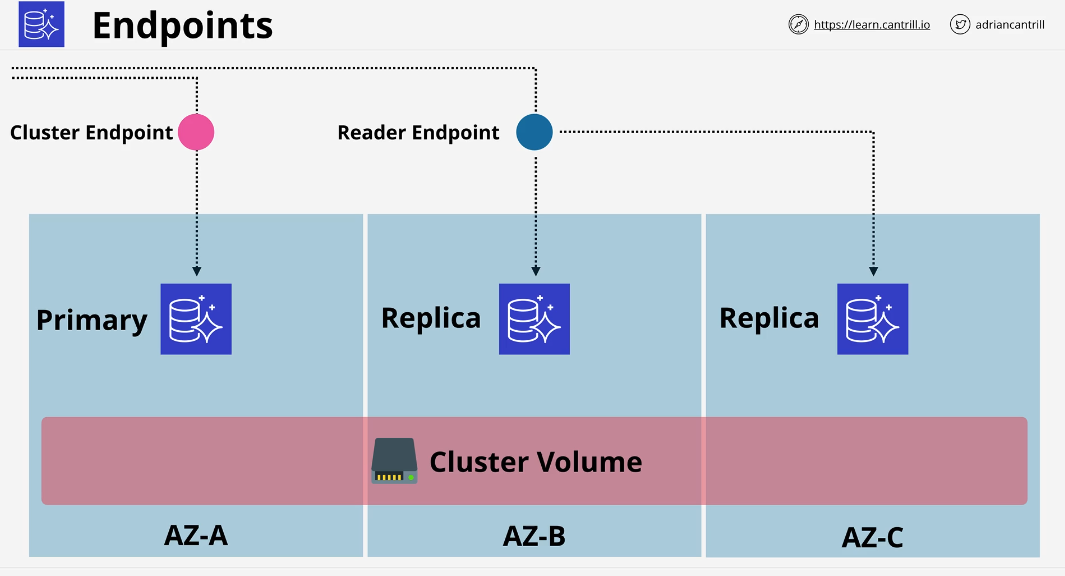 Endpoints
https://learn.cantrill.io
adriancantrill
Cluster Endpoint
Reader Endpoint
Primary
Replica
Replica
Cluster Volume
AZ-A
AZ-B
AZ-C